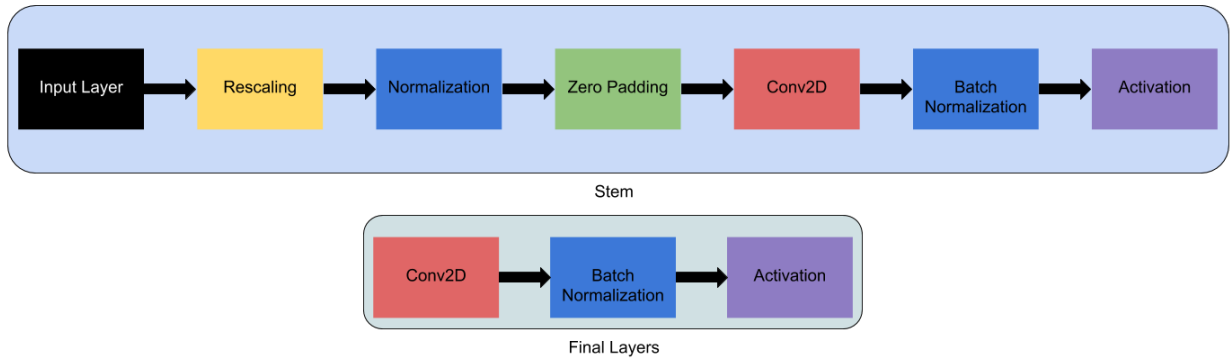 Input Layer
Rescaling
Normalization
Zero Padding
Conv2D
Batch
Normalization
Activation
Stem
Conv2D
Batch
Normalization
Activation
Final Layers